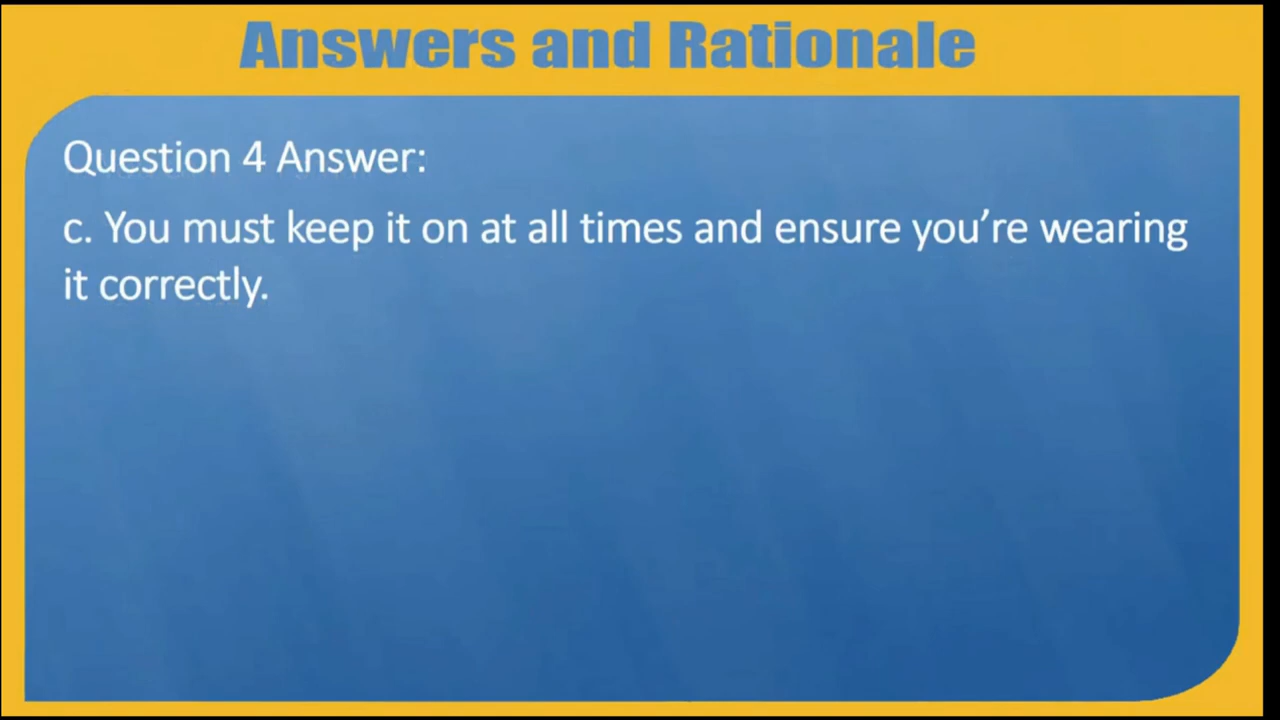 Answers and Rationale
Question 4 Answer:
c. You must keep it on at all times and ensure you’re wearing
it correctly.